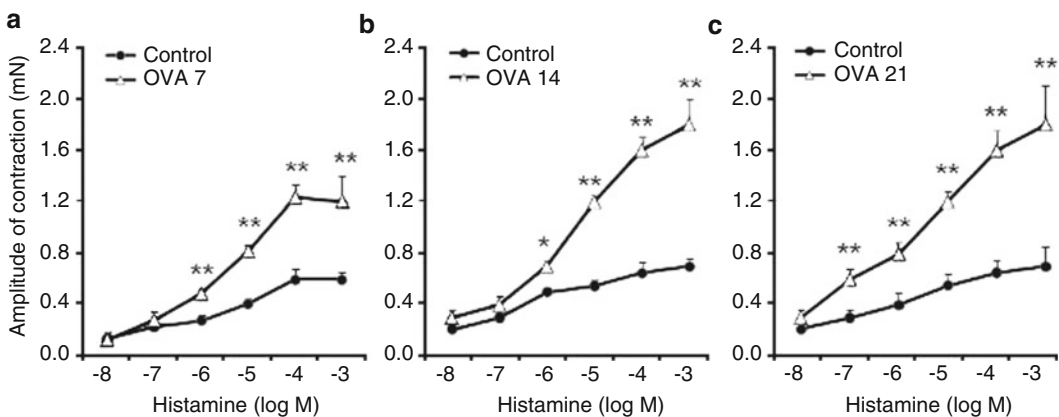 a
b
c
Control
OVA 7
Control
OVA 14
Control
OVA 21
Amplitude of contraction (mN)
2.4
2.0
1.6
1.2
0.8
0.4
0.0
2.4
2.0
1.6
1.2
0.8
0.4
0.0
2.4
2.0
1.6
1.2
0.8
0.4
0.0
**
**
**
**
*
**
**
**
**
**
**
**
**
-8 -7 -6 -5 -4 -3
-8 -7 -6 -5 -4 -3
-8 -7 -6 -5 -4 -3
Histamine (log M)
Histamine (log M)
Histamine (log M)